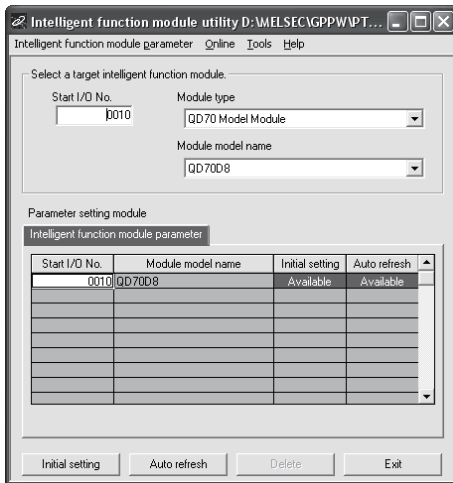 Intelligent function module utility D:\MELSEC\GPPW\PT...
Intelligent function module parameter Online Tools Help
Select a target intelligent function module.
Start I/O No. Module type
0010 QD70 Model Module
Module model name
QD70D8
Parameter setting module
Intelligent function module parameter
Start I/O No. Module model name Initial setting Auto refresh
0010 QD70D8 Available Available
Initial setting Auto refresh Delete Exit